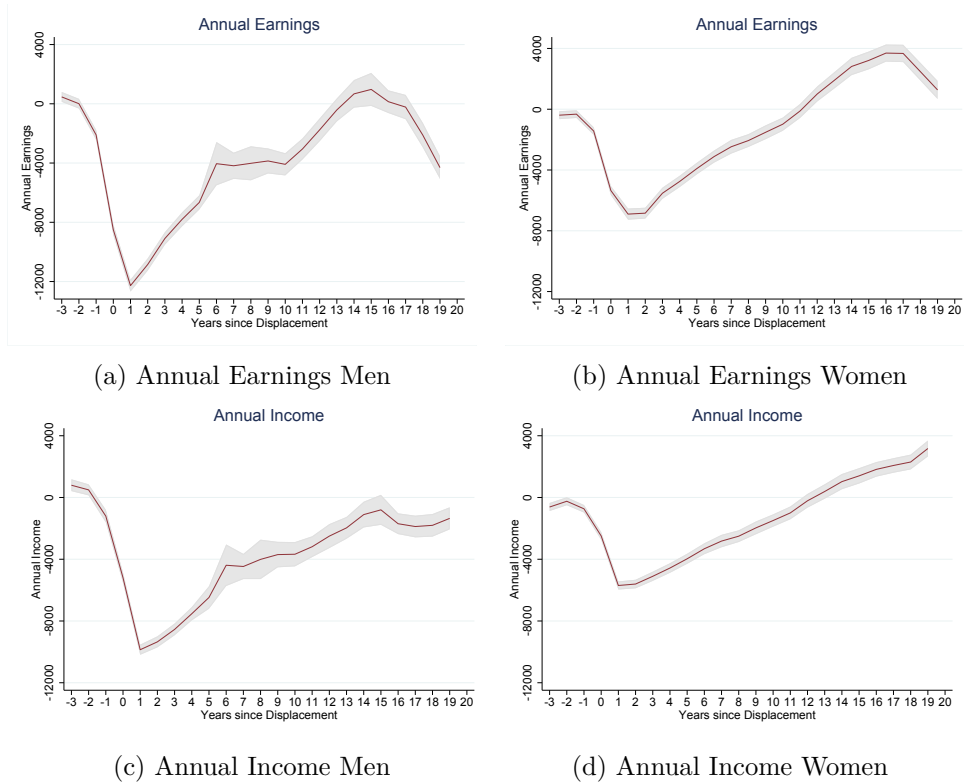 Annual Earnings
Annual Earnings
4000
0
-4000
-8000
-12000
-3 -2 -1 0 1 2 3 4 5 6 7 8 9 10 11 12 13 14 15 16 17 18 19 20
Years since Displacement
(a) Annual Earnings Men
Annual Earnings
Annual Earnings
4000
0
-4000
-8000
-12000
-3 -2 -1 0 1 2 3 4 5 6 7 8 9 10 11 12 13 14 15 16 17 18 19 20
Years since Displacement
(b) Annual Earnings Women
Annual Income
Annual Income
4000
0
-4000
-8000
-12000
-3 -2 -1 0 1 2 3 4 5 6 7 8 9 10 11 12 13 14 15 16 17 18 19 20
Years since Displacement
(c) Annual Income Men
Annual Income
Annual Income
4000
0
-4000
-8000
-12000
-3 -2 -1 0 1 2 3 4 5 6 7 8 9 10 11 12 13 14 15 16 17 18 19 20
Years since Displacement
(d) Annual Income Women